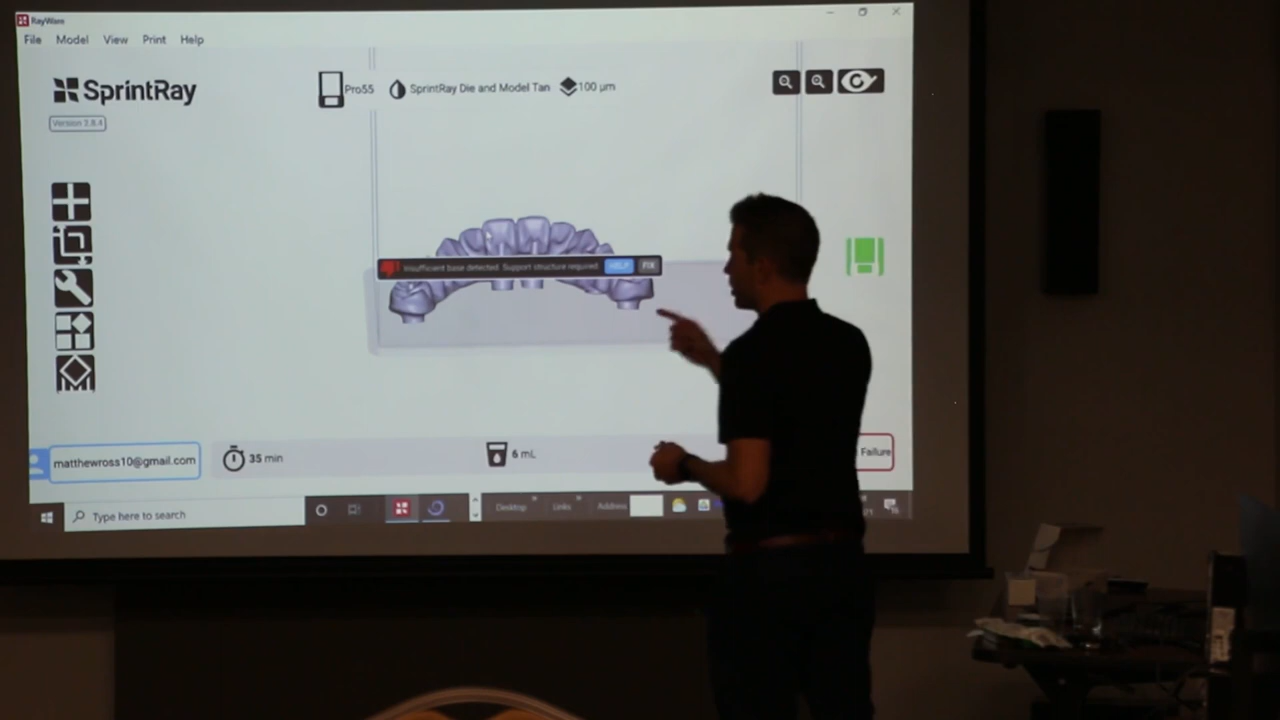 RayWare
File Model View Print Help
SprintRay
Version 2.8.4
Pro55 SprintRay Die and Model Tan 100 µm
Insufficient base detected. Support structure required. HELP FIX
matthewross10@gmail.com
35 min
6 mL
Failure
Type here to search
Desktop
Links
Address